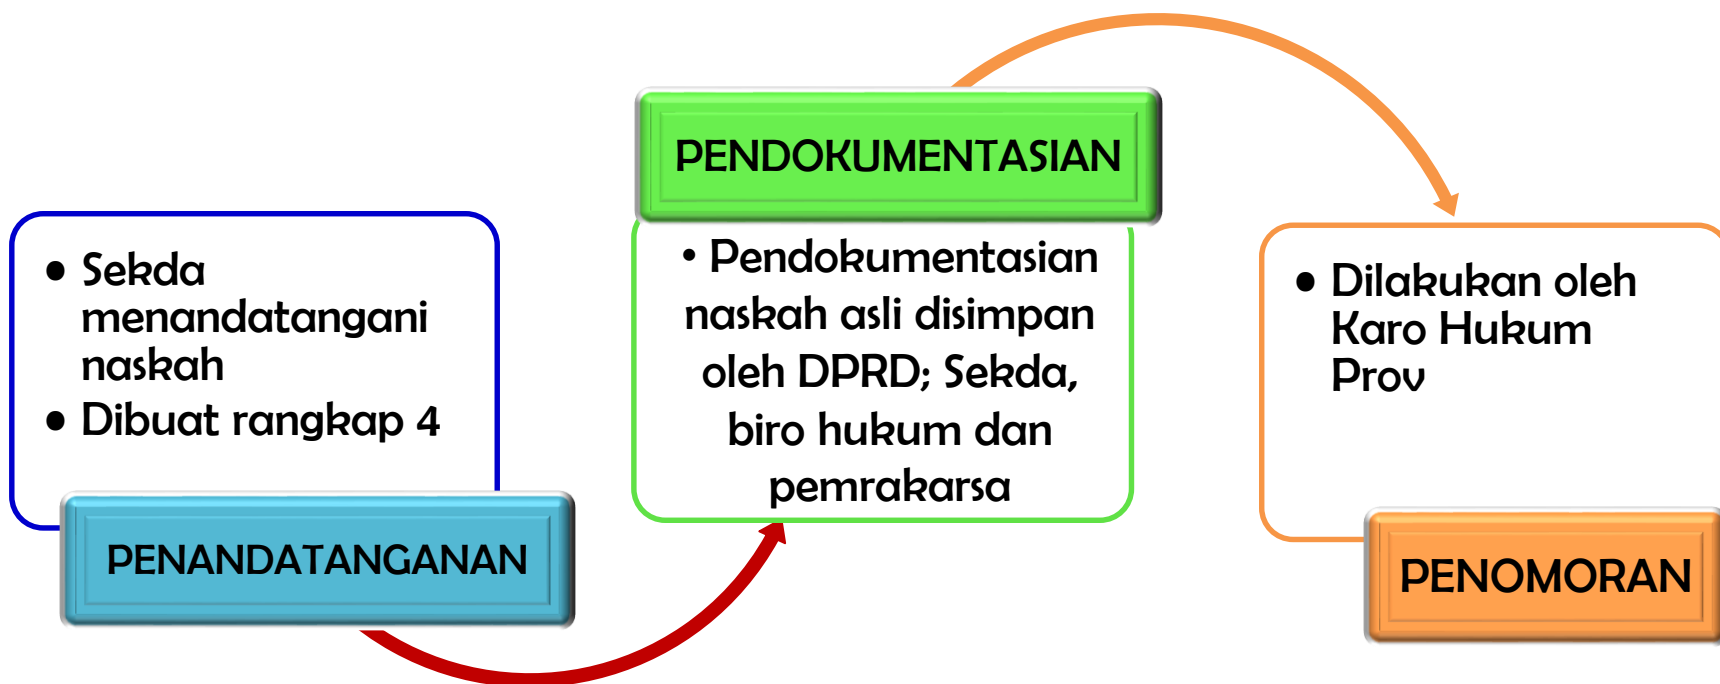 • Sekda
menandatangani
naskah
• Dibuat rangkap 4
PENANDATANGANAN
PENDOKUMENTASIAN
• Pendokumentasian
naskah asli disimpan
oleh DPRD; Sekda,
biro hukum dan
pemrakarsa
• Dilakukan oleh
Karo Hukum
Prov
PENOMORAN